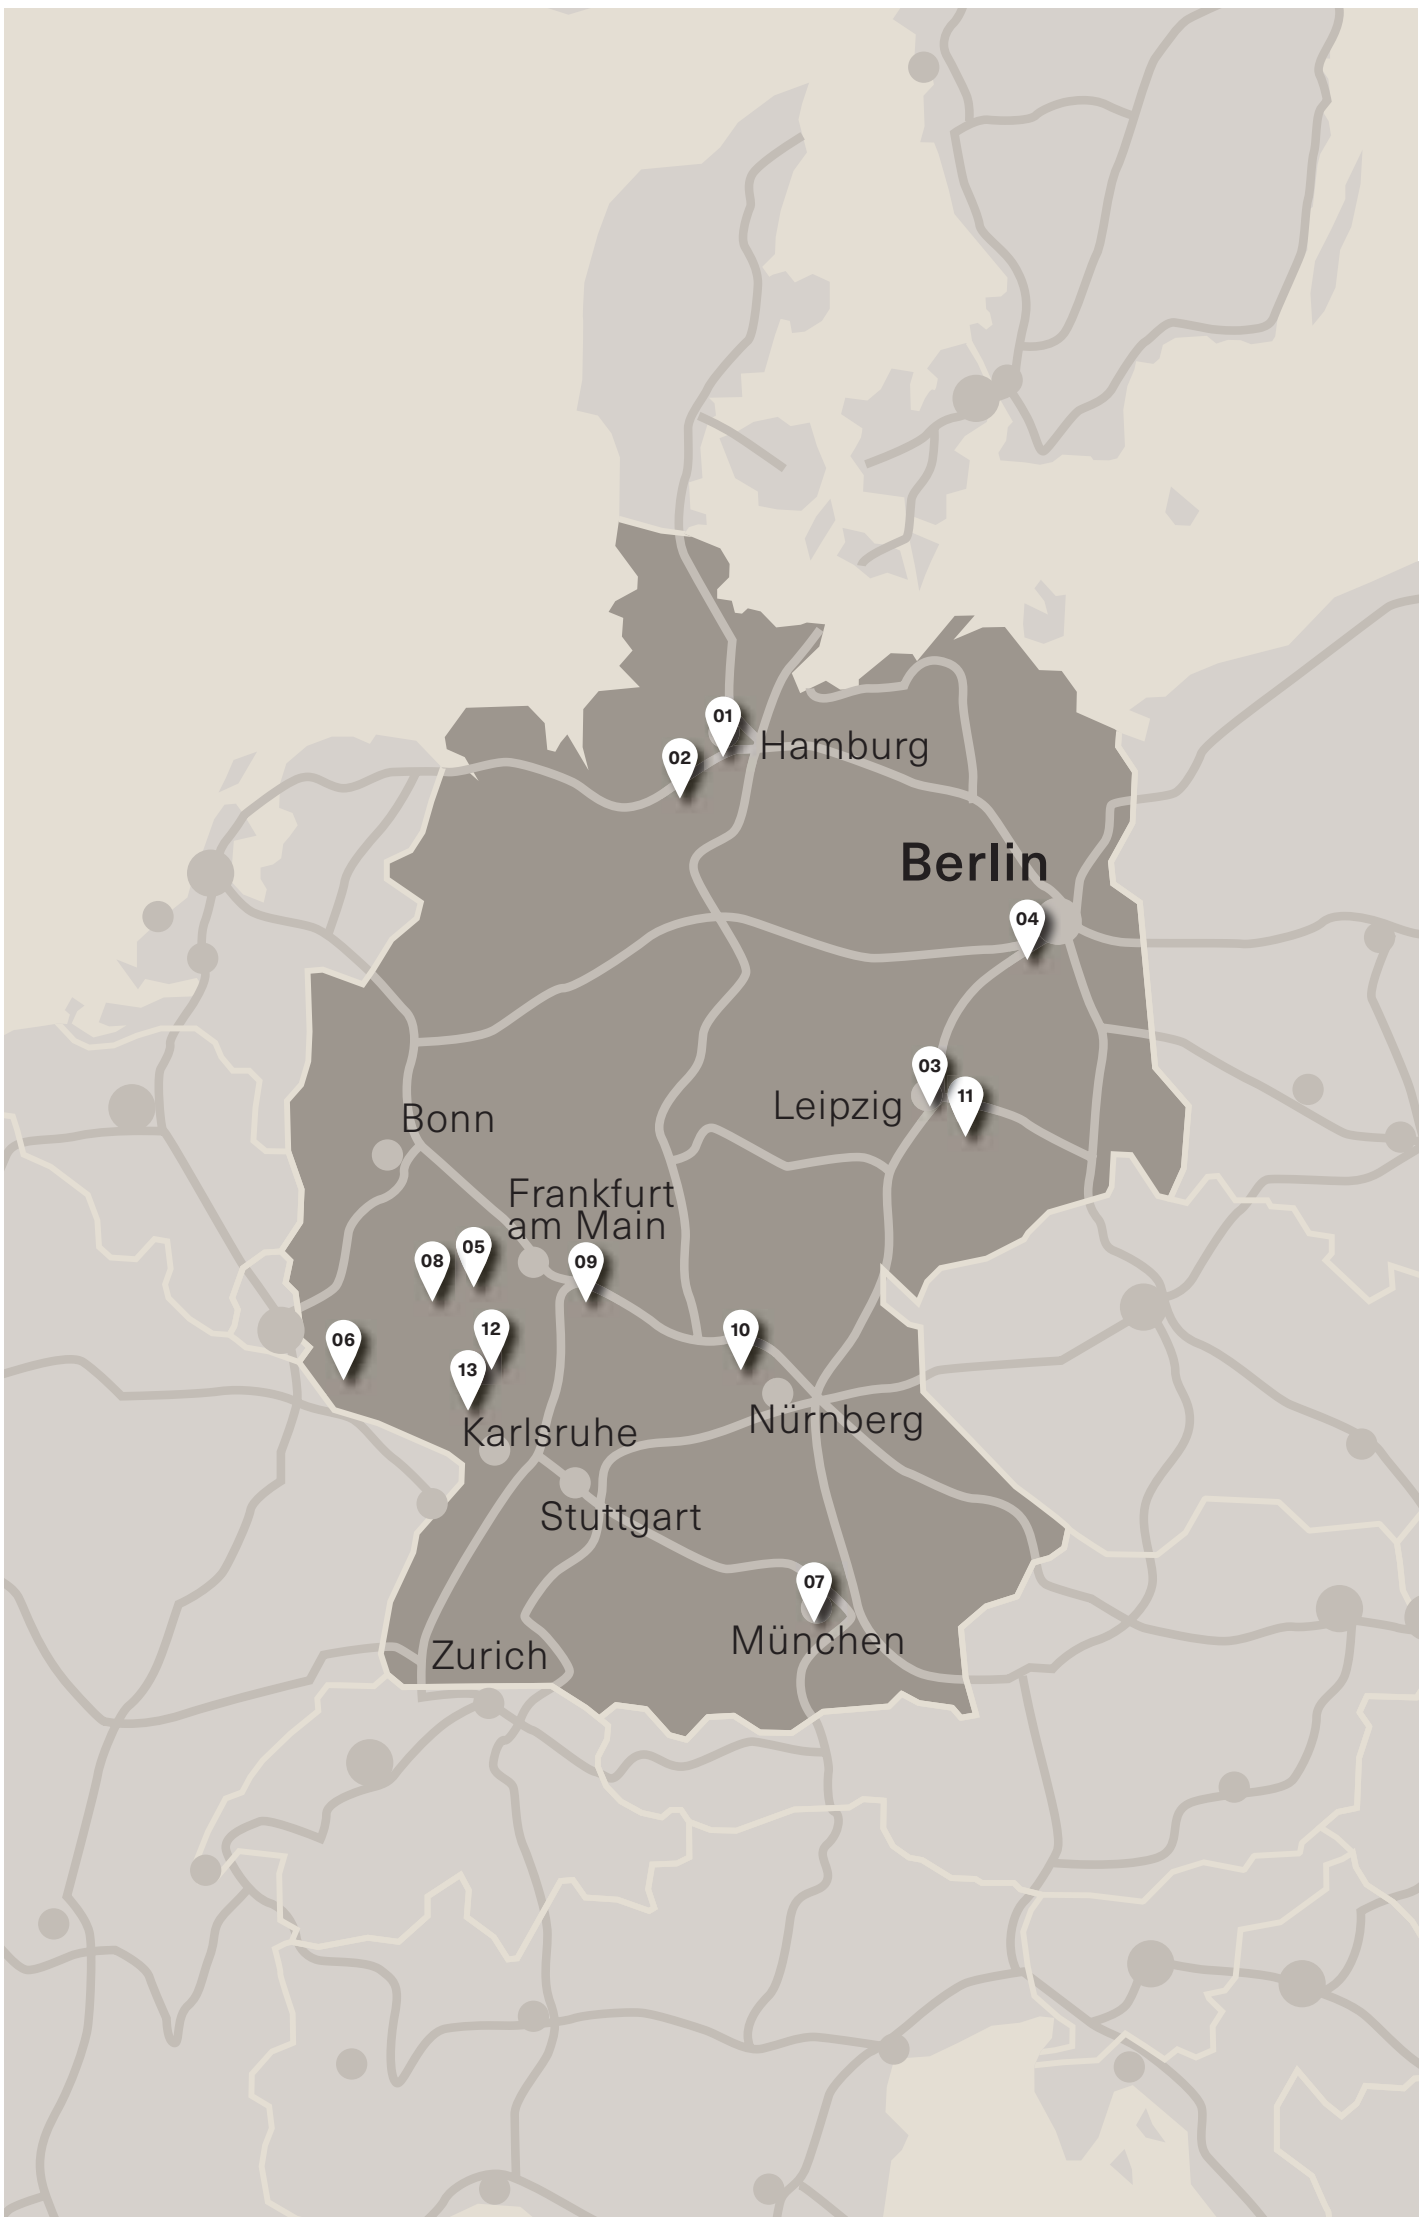 01
Hamburg
02
Berlin
04
03
11
Leipzig
Bonn
Frankfurt
am Main
05
08
09
12
10
06
13
Nürnberg
Karlsruhe
Stuttgart
07
München
Zurich